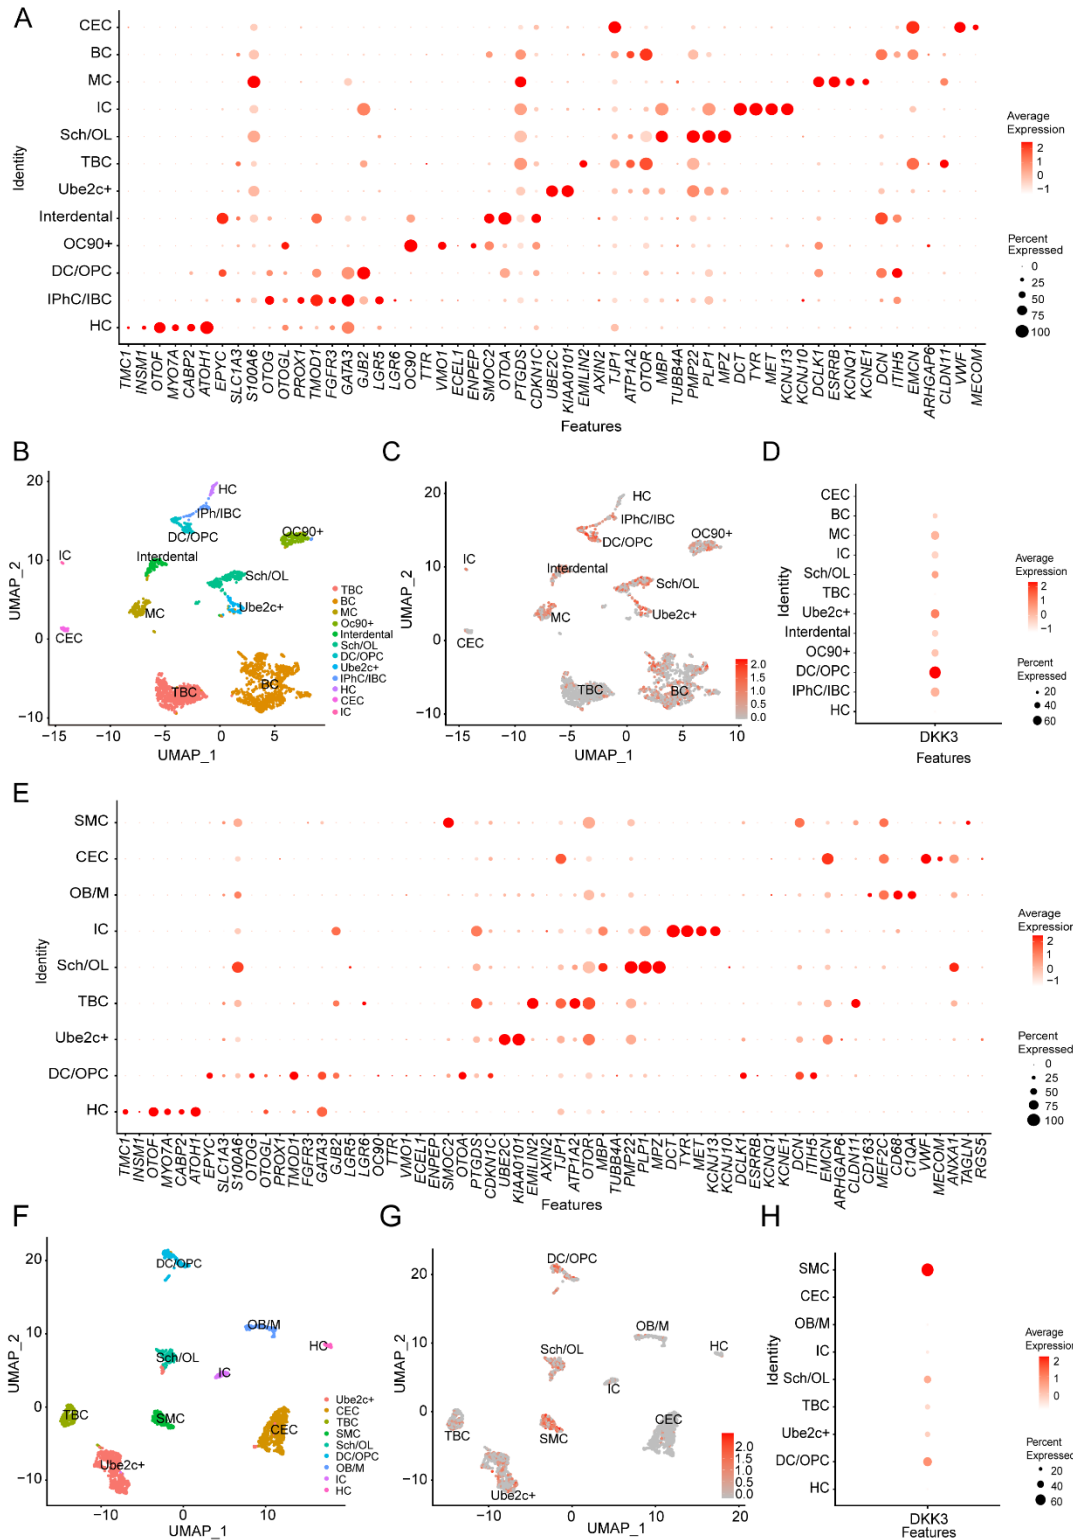 A
CEC
BC
MC
IC
Sch/OL
TBC
Ube2c+
Interdental
OC90+
DC/OPC
IPhC/IBC
HC
Identity
TMC1 INSM1 OTOF MYO7A CABP2 ATOH1 EPYC SLC1A3 S100A6 OTOG OTOGL PROX1 TMOD1 FGFR3 GATA3 GJB2 LGR5 LGR6 OC90 TTR VMO1 ECEL1 ENPEP SMOC2 OTOA PTGDS CDKN1C UBE2C KIAA0101 EMILIN2 AXIN2 TJP1 ATP1A2 OTOR MBP TUBB4A PMP22 PLP1 MPZ DCT TYR MET KCNJ13 KCNJ10 DCLK1 ESRRB KCNQ1 KCNE1 DCN ITIH5 EMCN ARHGAP6 CLDN11 VWF MECOM
Features
Average
Expression
2
1
0
−1
Percent
Expressed
0
25
50
75
100
B
20
10
0
−10
UMAP_2
HC
IPh/IBC
DC/OPC
OC90+
IC
Interdental
Sch/OL
MC
Ube2c+
CEC
TBC
BC
TBC
BC
MC
Oc90+
Interdental
Sch/OL
DC/OPC
Ube2c+
IPhC/IBC
HC
CEC
IC
−15 −10 −5 0 5
UMAP_1
C
20
10
0
−10
UMAP_2
HC
IPhC/IBC
DC/OPC
OC90+
IC
Interdental
Sch/OL
MC
Ube2c+
CEC
TBC
BC
2.0
1.5
1.0
0.5
0.0
−15 −10 −5 0 5 10
UMAP_1
D
CEC
BC
MC
IC
Sch/OL
TBC
Ube2c+
Interdental
OC90+
DC/OPC
IPhC/IBC
HC
Identity
DKK3
Features
Average
Expression
2
1
0
−1
Percent
Expressed
20
40
60
E
SMC
CEC
OB/M
IC
Sch/OL
TBC
Ube2c+
DC/OPC
HC
Identity
TMC1 INSM1 OTOF MYO7A CABP2 ATOH1 EPYC SLC1A3 S100A6 OTOG OTOGL PROX1 TMOD1 FGFR3 GATA3 GJB2 LGR5 LGR6 OC90 TTR VMO1 ECEL1 ENPEP SMOC2 OTOA PTGDS CDKN1C UBE2C KIAA0101 EMILIN2 AXIN2 TJP1 ATP1A2 OTOR MBP TUBB4A PMP22 PLP1 MPZ DCT TYR MET KCNJ13 KCNJ10 DCLK1 ESRRB KCNQ1 KCNE1 DCN ITIH5 EMCN ARHGAP6 CLDN11 CD163 MEF2C CD68 C1QA VWF MECOM ANXA1 TAGLN RGS5
Features
Average
Expression
2
1
0
−1
Percent
Expressed
0
25
50
75
100
F
20
10
0
−10
UMAP_2
DC/OPC
OB/M
HC
Sch/OL
IC
TBC
SMC
CEC
Ube2c+
Ube2c+
CEC
TBC
SMC
Sch/OL
DC/OPC
OB/M
IC
HC
0 10
UMAP_1
G
20
10
0
−10
UMAP_2
DC/OPC
OB/M
HC
Sch/OL
IC
TBC
SMC
CEC
Ube2c+
2.0
1.5
1.0
0.5
0.0
−10 0 10 20
UMAP_1
H
SMC
CEC
OB/M
IC
Sch/OL
TBC
Ube2c+
DC/OPC
HC
Identity
DKK3
Features
Average
Expression
2
1
0
Percent
Expressed
20
40
60